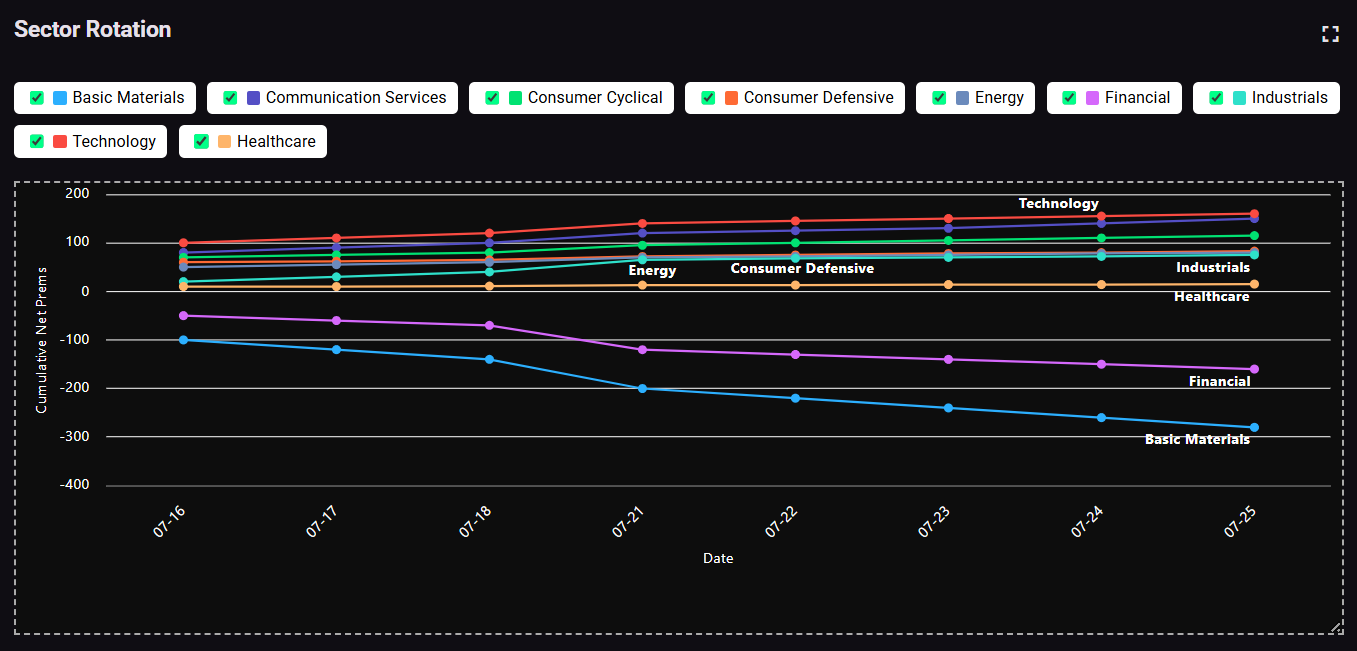 Sector Rotation
Basic Materials
Communication Services
Consumer Cyclical
Consumer Defensive
Energy
Financial
Industrials
Technology
Healthcare
200
100
0
-100
-200
-300
-400
Cumulative Net Prems
Technology
Energy
Consumer Defensive
Industrials
Healthcare
Financial
Basic Materials
07-16
07-17
07-18
07-21
07-22
07-23
07-24
07-25
Date